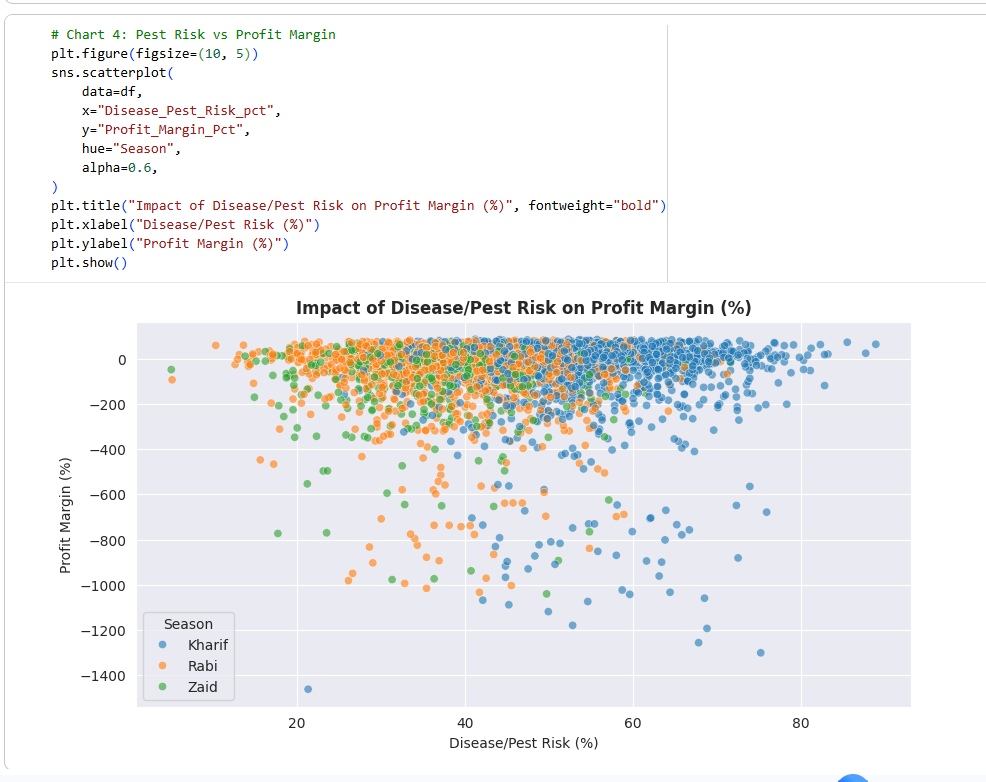 # Chart 4: Pest Risk vs Profit Margin
plt.figure(figsize=(10, 5))
sns.scatterplot(
    data=df,
    x="Disease_Pest_Risk_pct",
    y="Profit_Margin_Pct",
    hue="Season",
    alpha=0.6,
)
plt.title("Impact of Disease/Pest Risk on Profit Margin (%)", fontweight="bold")
plt.xlabel("Disease/Pest Risk (%)")
plt.ylabel("Profit Margin (%)")
plt.show()
Impact of Disease/Pest Risk on Profit Margin (%)
Profit Margin (%)
0
−200
−400
−600
−800
−1000
−1200
−1400
Season
Kharif
Rabi
Zaid
20 40 60 80
Disease/Pest Risk (%)